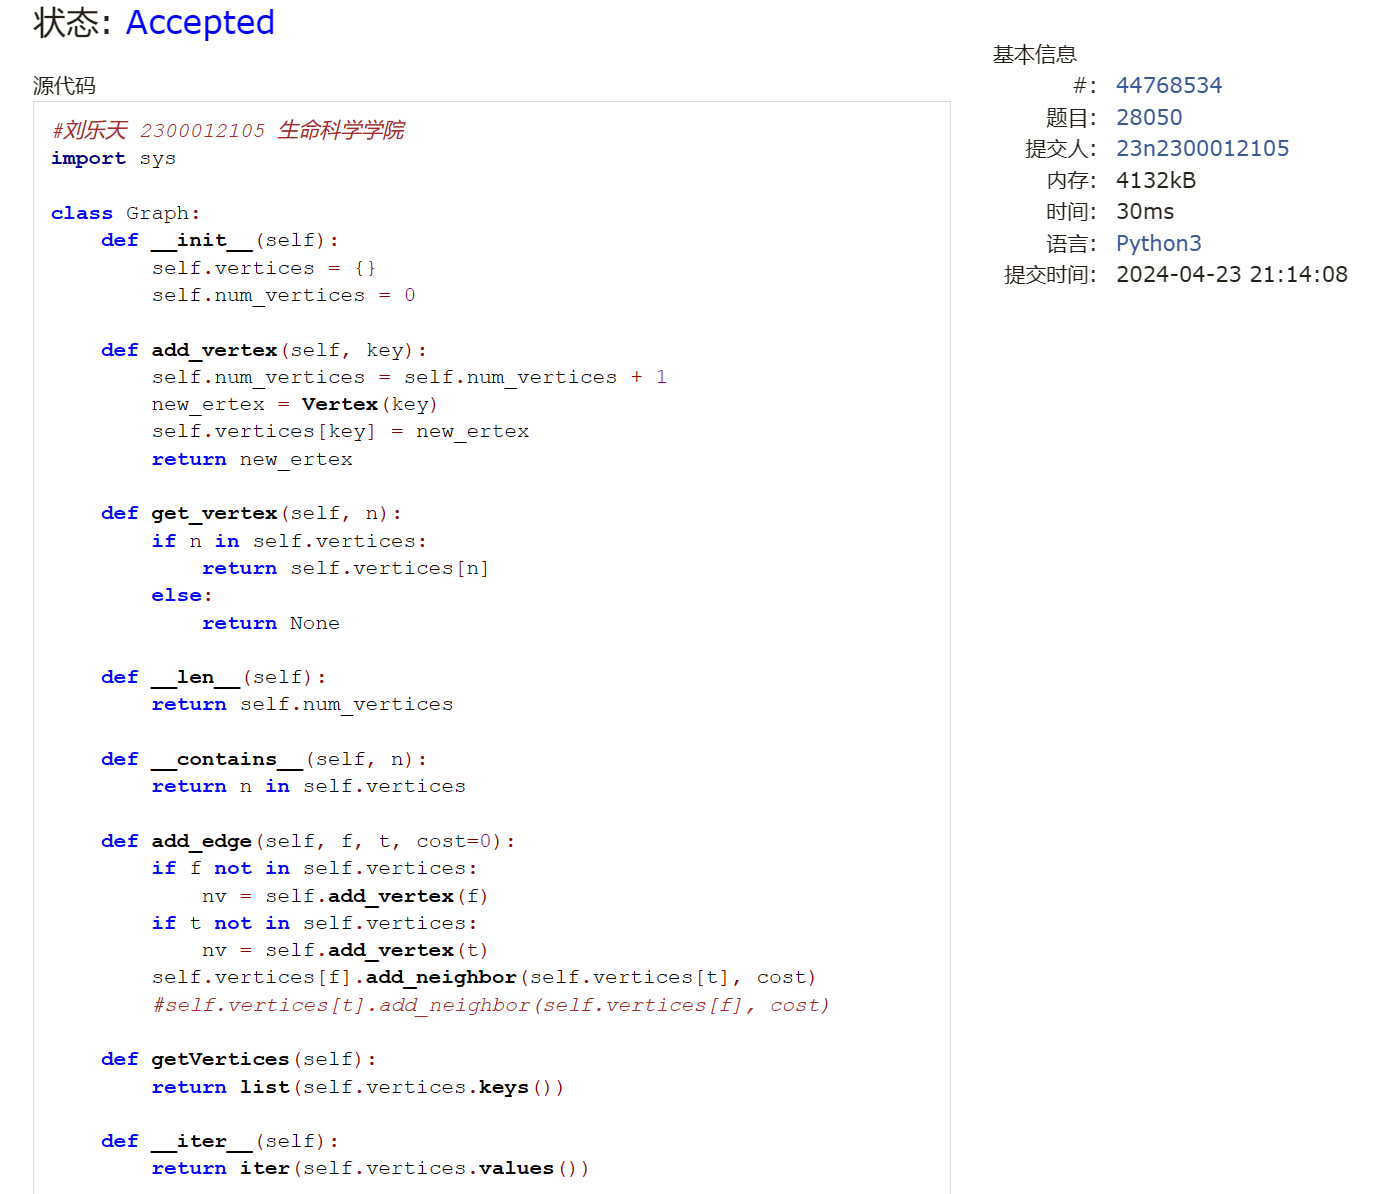 状态: Accepted
源代码
#刘乐天 2300012105 生命科学学院
import sys

class Graph:
    def __init__(self):
        self.vertices = {}
        self.num_vertices = 0

    def add_vertex(self, key):
        self.num_vertices = self.num_vertices + 1
        new_ertex = Vertex(key)
        self.vertices[key] = new_ertex
        return new_ertex

    def get_vertex(self, n):
        if n in self.vertices:
            return self.vertices[n]
        else:
            return None

    def __len__(self):
        return self.num_vertices

    def __contains__(self, n):
        return n in self.vertices

    def add_edge(self, f, t, cost=0):
        if f not in self.vertices:
            nv = self.add_vertex(f)
        if t not in self.vertices:
            nv = self.add_vertex(t)
        self.vertices[f].add_neighbor(self.vertices[t], cost)
        #self.vertices[t].add_neighbor(self.vertices[f], cost)

    def getVertices(self):
        return list(self.vertices.keys())

    def __iter__(self):
        return iter(self.vertices.values())
基本信息
#: 44768534
题目: 28050
提交人: 23n2300012105
内存: 4132kB
时间: 30ms
语言: Python3
提交时间: 2024-04-23 21:14:08